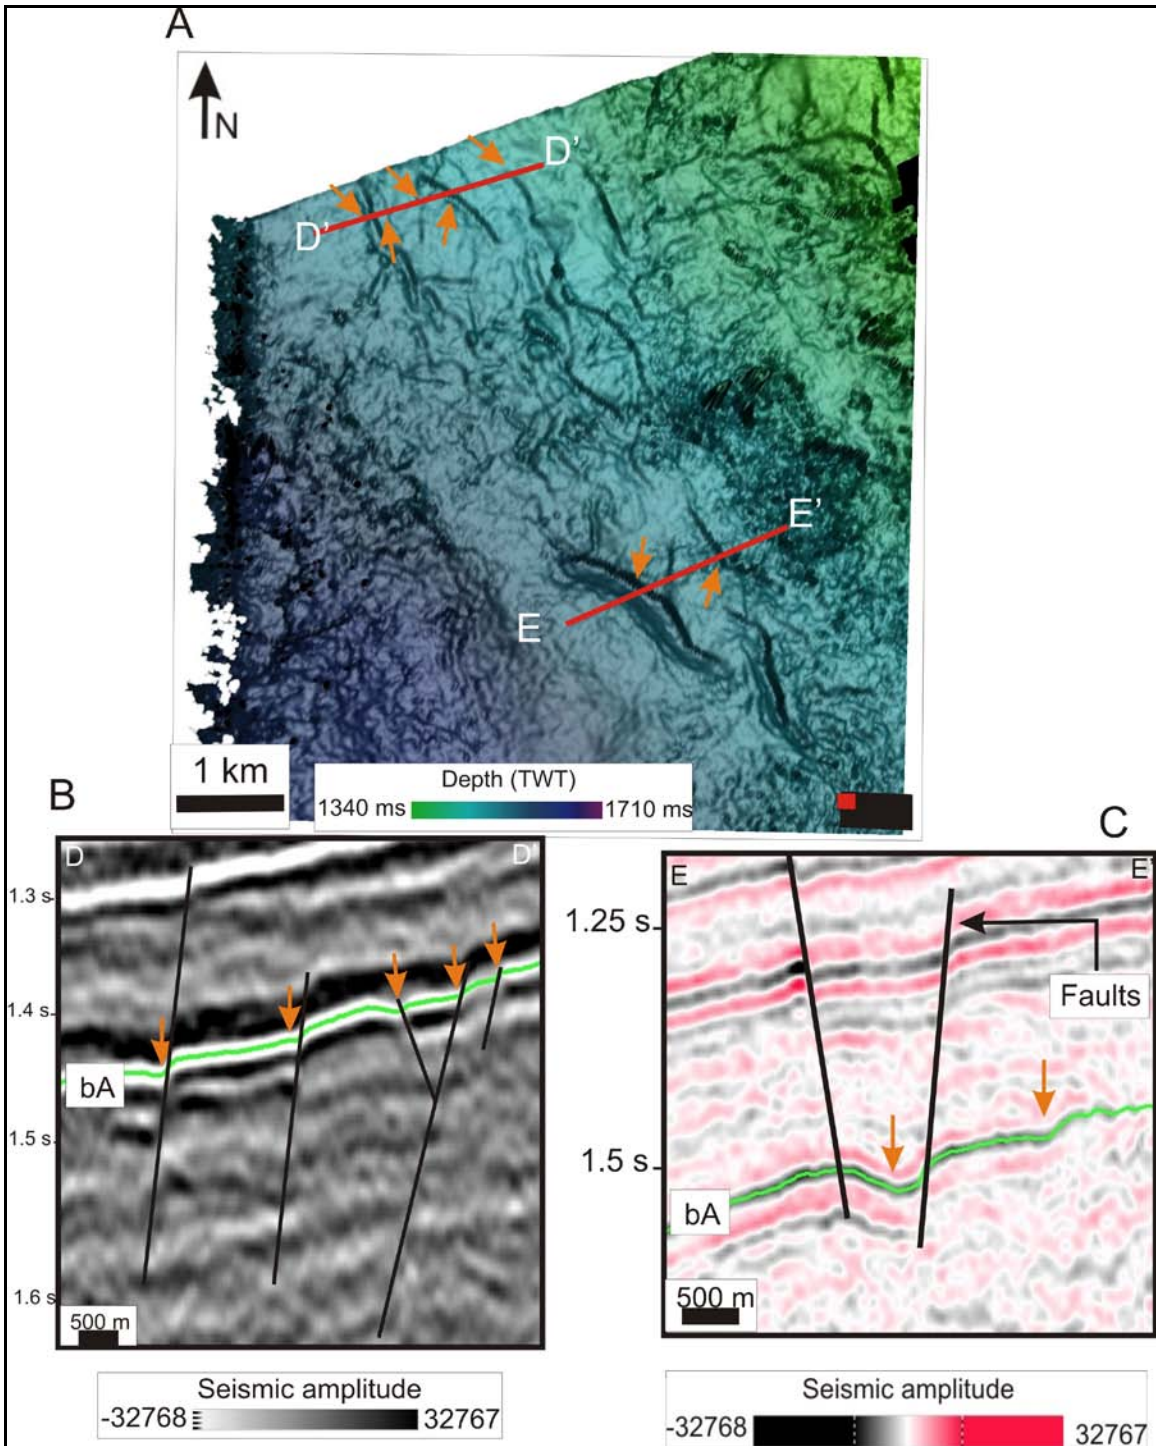 A
N
D'
D'
E'
E
1 km
Depth (TWT)
1340 ms 1710 ms
B
C
D D'
1.3 s
1.4 s
1.5 s
1.6 s
bA
500 m
Seismic amplitude
-32768 32767
E E'
1.25 s
1.5 s
Faults
bA
500 m
Seismic amplitude
-32768 32767